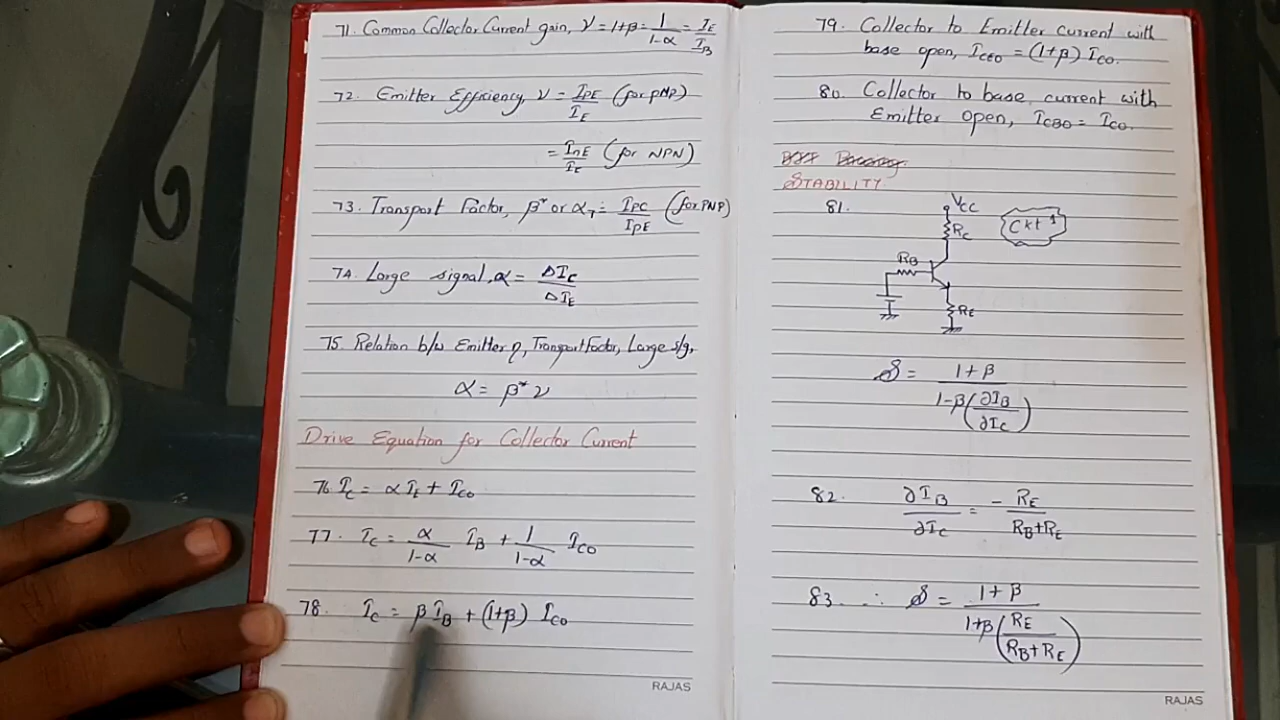 71. Common Collector Current gain, γ = 1+β = 1/(1-α) = I_E/I_B
72. Emitter Efficiency, ν = I_PE/I_E (for PNP)
= I_nE/I_E (for NPN)
73. Transport Factor, β* or α_T = I_PC/I_PE (for PNP)
74. Large signal, α = ΔI_C/ΔI_E
75. Relation b/w Emitter η, Transport factor, Large s/g,
α = β* ν
Drive Equation for Collector Current
76 I_C = α I_E + I_CO
77. I_C = α/(1-α) I_B + 1/(1-α) I_CO
78. I_C = β I_B + (1+β) I_CO
RAJAS
79. Collector to Emitter current with
base open, I_CEO = (1+β) I_CO.
80. Collector to base current with
Emitter open, I_CBO = I_CO.
STABILITY
81.
V_CC
R_C
Ckt 1
R_B
R_E
S = (1+β)/(1-β(∂I_B/∂I_C))
82. ∂I_B/∂I_C = - R_E/(R_B+R_E)
83. ∴ S = (1+β)/(1+β(R_E/(R_B+R_E)))
RAJAS